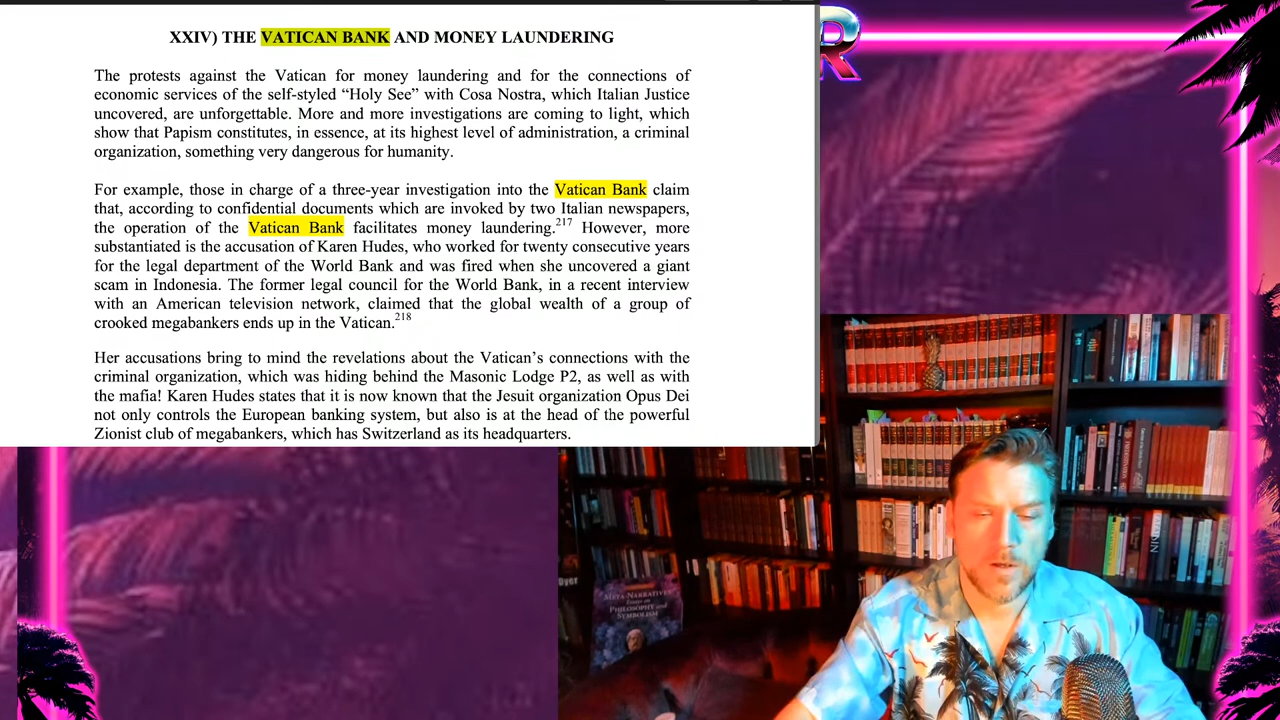 XXIV) THE VATICAN BANK AND MONEY LAUNDERING
The protests against the Vatican for money laundering and for the connections of
economic services of the self-styled “Holy See” with Cosa Nostra, which Italian Justice
uncovered, are unforgettable. More and more investigations are coming to light, which
show that Papism constitutes, in essence, at its highest level of administration, a criminal
organization, something very dangerous for humanity.
For example, those in charge of a three-year investigation into the Vatican Bank claim
that, according to confidential documents which are invoked by two Italian newspapers,
the operation of the Vatican Bank facilitates money laundering.217 However, more
substantiated is the accusation of Karen Hudes, who worked for twenty consecutive years
for the legal department of the World Bank and was fired when she uncovered a giant
scam in Indonesia. The former legal council for the World Bank, in a recent interview
with an American television network, claimed that the global wealth of a group of
crooked megabankers ends up in the Vatican.218
Her accusations bring to mind the revelations about the Vatican’s connections with the
criminal organization, which was hiding behind the Masonic Lodge P2, as well as with
the mafia! Karen Hudes states that it is now known that the Jesuit organization Opus Dei
not only controls the European banking system, but also is at the head of the powerful
Zionist club of megabankers, which has Switzerland as its headquarters.
R
Dyer
META-NARRATIVES
Essays on
PHILOSOPHY and
SYMBOLISM